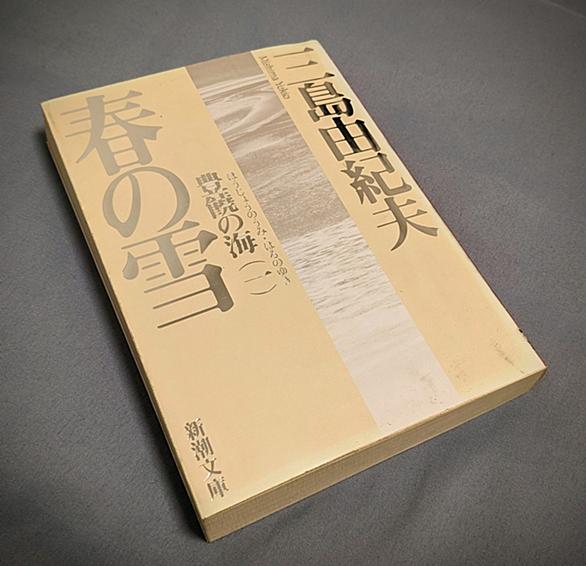 三島由紀夫
Mishima Yukio
ほうじょうのうみ・はるのゆき
豊饒の海(一)
春の雪
新潮文庫